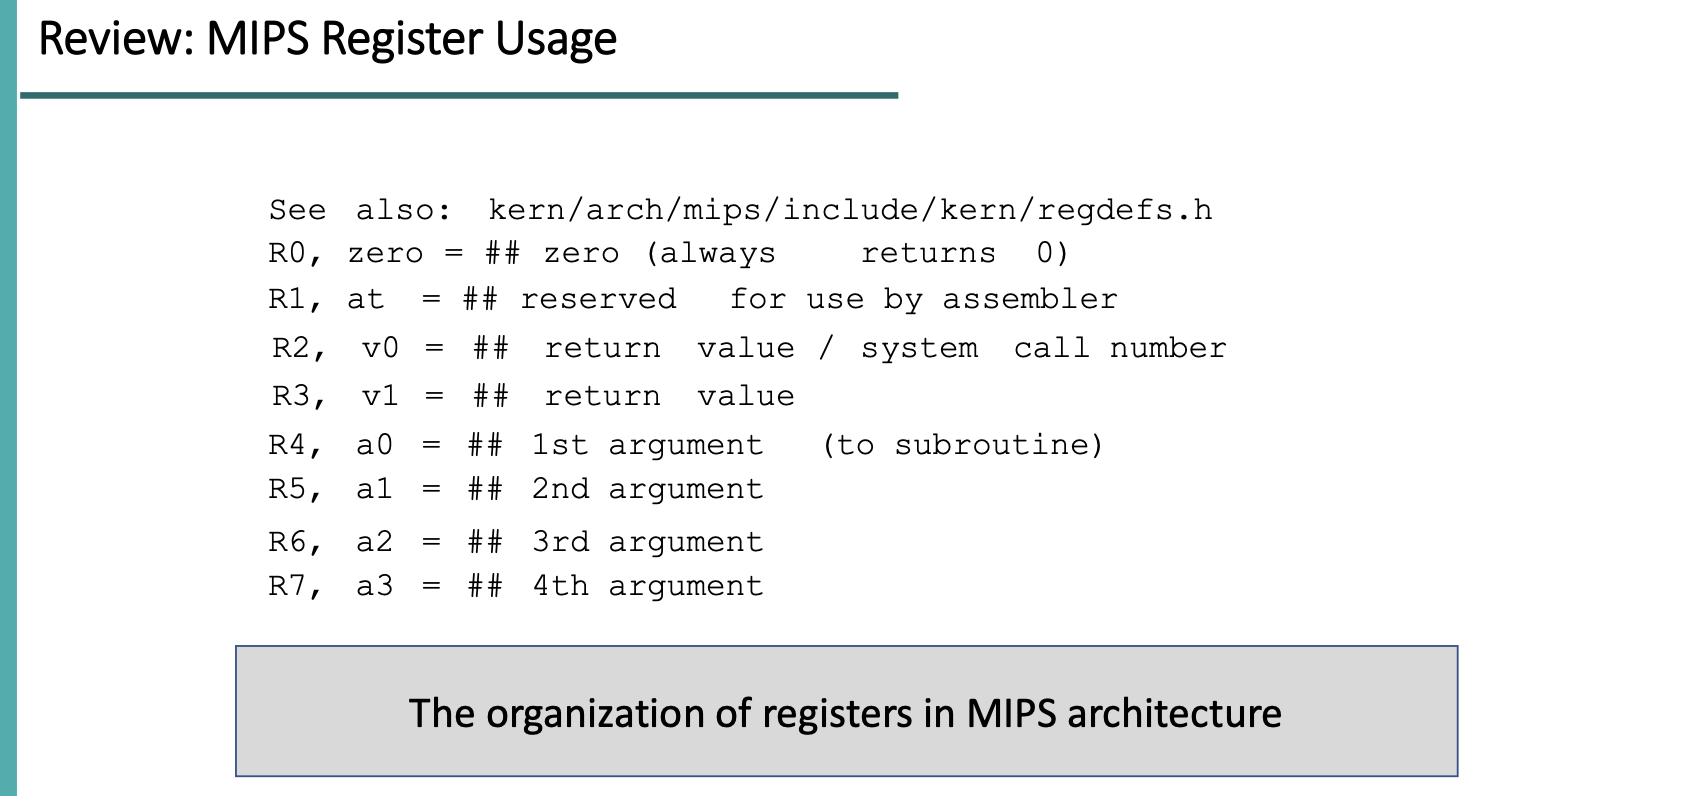 Review: MIPS Register Usage
See also: kern/arch/mips/include/kern/regdefs.h
R0, zero = ## zero (always returns 0)
R1, at = ## reserved for use by assembler
R2, v0 = ## return value / system call number
R3, v1 = ## return value
R4, a0 = ## 1st argument (to subroutine)
R5, a1 = ## 2nd argument
R6, a2 = ## 3rd argument
R7, a3 = ## 4th argument
The organization of registers in MIPS architecture